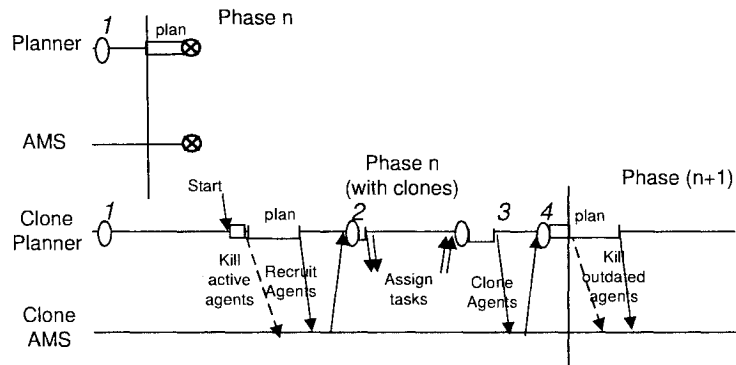 1
plan
Phase n
Planner
AMS
Phase n
(with clones)
Phase (n+1)
Start
1
plan
2
3
4
plan
Clone
Planner
Kill
active
agents
Recruit
Agents
Assign
tasks
Clone
Agents
Kill
outdated
agents
Clone
AMS